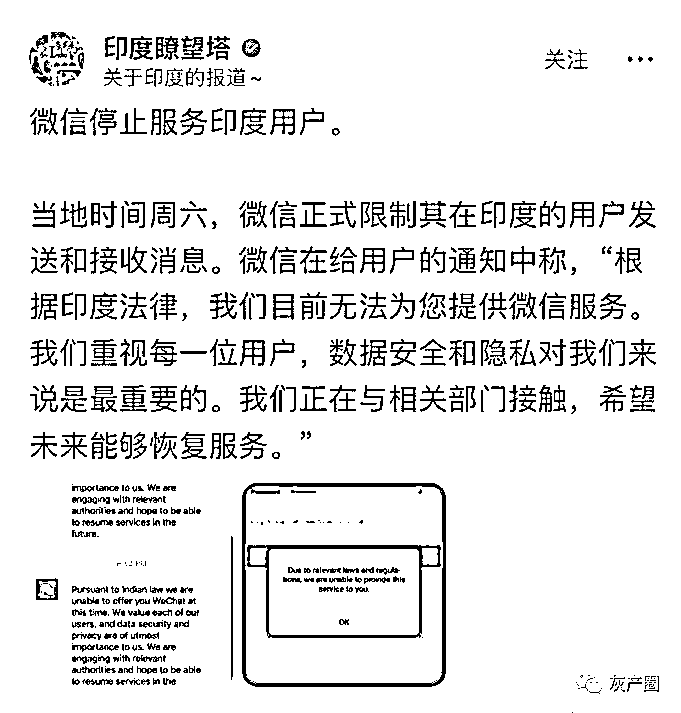 印度瞭望塔
关于印度的报道~
关注
微信停止服务印度用户。
当地时间周六，微信正式限制其在印度的用户发
送和接收消息。微信在给用户的通知中称，“根
据印度法律，我们目前无法为您提供微信服务。
我们重视每一位用户，数据安全和隐私对我们来
说是最重要的。我们正在与相关部门接触，希望
未来能够恢复服务。”
importance to us. We are
engaging with relevant
authorities and hope to be able
to resume services in the
future.
Pursuant to Indian law we are
unable to offer you WeChat at
this time. We value each of our
users, and data security and
privacy are of utmost
importance to us. We are
engaging with relevant
authorities and hope to be able
to resume services in the
Due to relevant laws and regula-
tions, we are unable to provide this
service to you.
OK
灰产圈